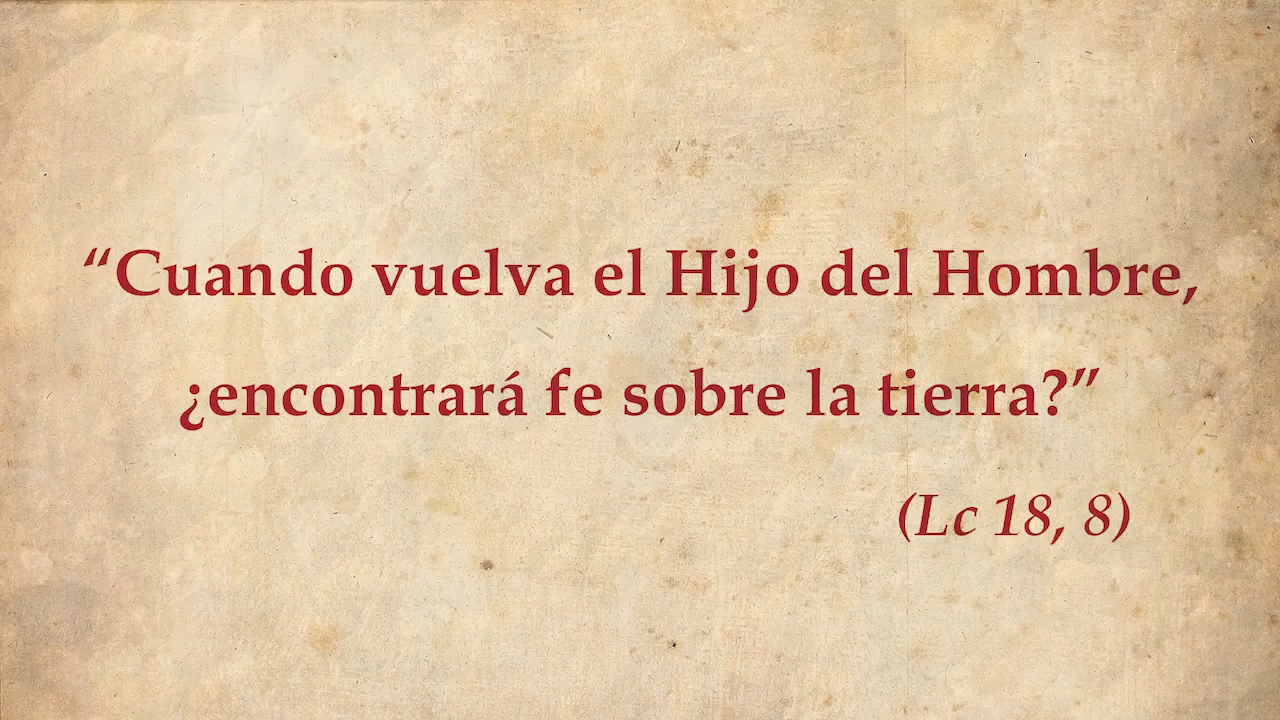 “Cuando vuelva el Hijo del Hombre,
¿encontrará fe sobre la tierra?”
(Lc 18, 8)